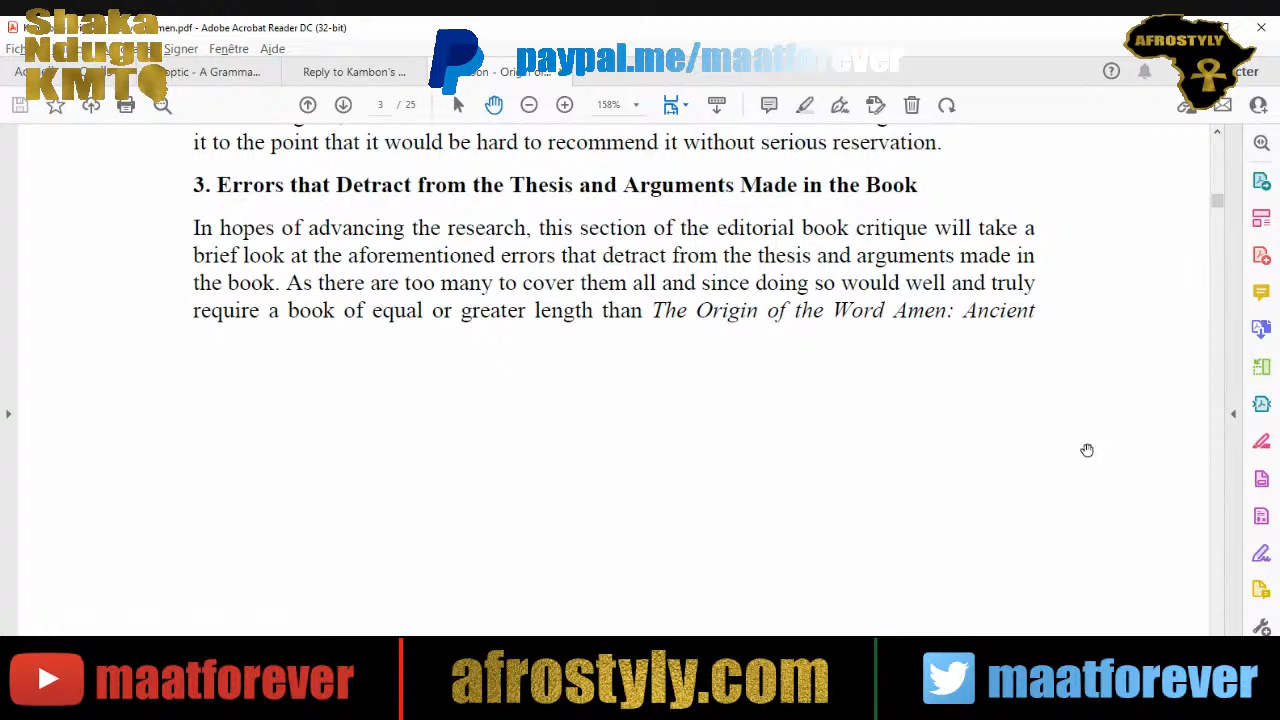 Shaka
Ndugu
KMT
men.pdf - Adobe Acrobat Reader DC (32-bit)
Signer Fenêtre Aide
paypal.me/maatforever
AFROSTYLY
optic - A Gramma...
Reply to Kambon's ...
3 / 25
158%
it to the point that it would be hard to recommend it without serious reservation.
3. Errors that Detract from the Thesis and Arguments Made in the Book
In hopes of advancing the research, this section of the editorial book critique will take a
brief look at the aforementioned errors that detract from the thesis and arguments made in
the book. As there are too many to cover them all and since doing so would well and truly
require a book of equal or greater length than The Origin of the Word Amen: Ancient
maatforever
afrostyly.com
maatforever